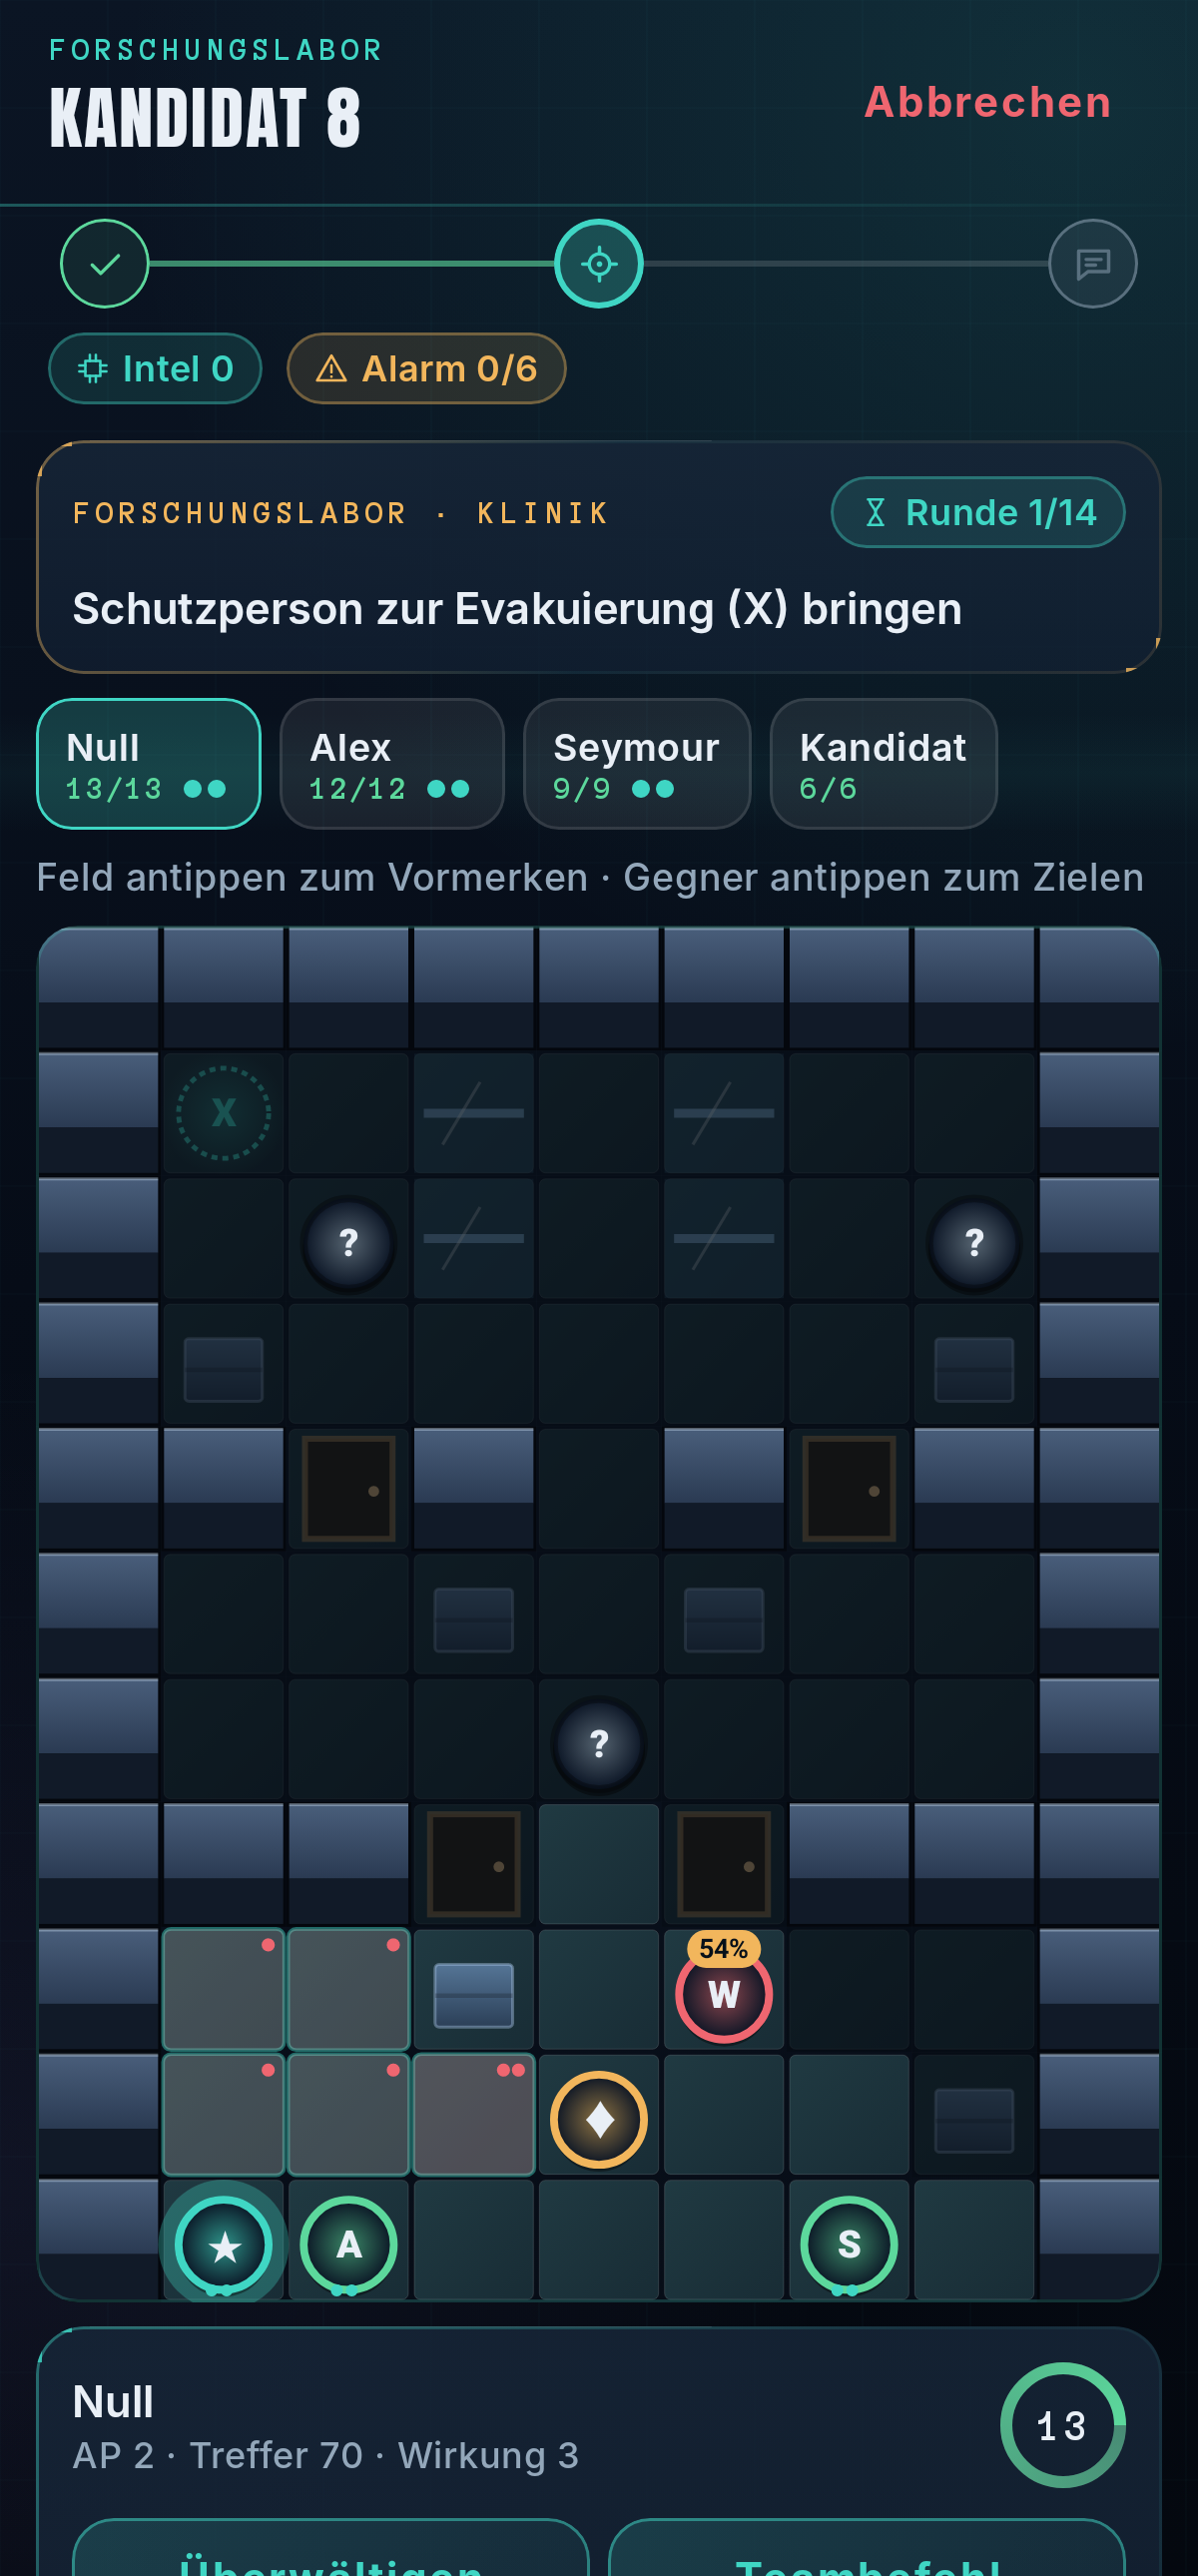 FORSCHUNGSLABOR
KANDIDAT 8
Abbrechen
Intel 0
Alarm 0/6
FORSCHUNGSLABOR · KLINIK
Runde 1/14
Schutzperson zur Evakuierung (X) bringen
Null
13/13
Alex
12/12
Seymour
9/9
Kandidat
6/6
Feld antippen zum Vormerken · Gegner antippen zum Zielen
X
?
?
?
54%
W
A
S
Null
AP 2 · Treffer 70 · Wirkung 3
13
Überwältigen
Teambefehl